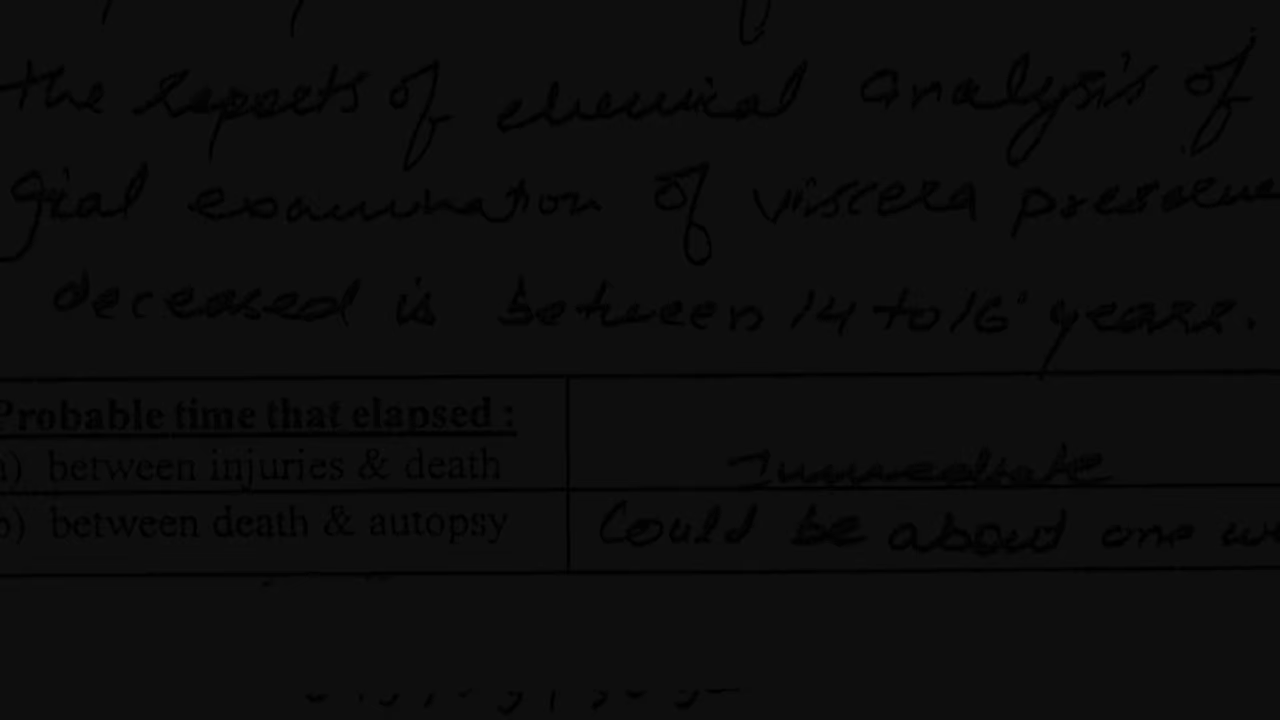 the reports of chemical analysis of
gical examination of viscera preserve
deceased is between 14 to 16 years.
Probable time that elapsed :
a) between injuries & death Immediate
b) between death & autopsy Could be about one